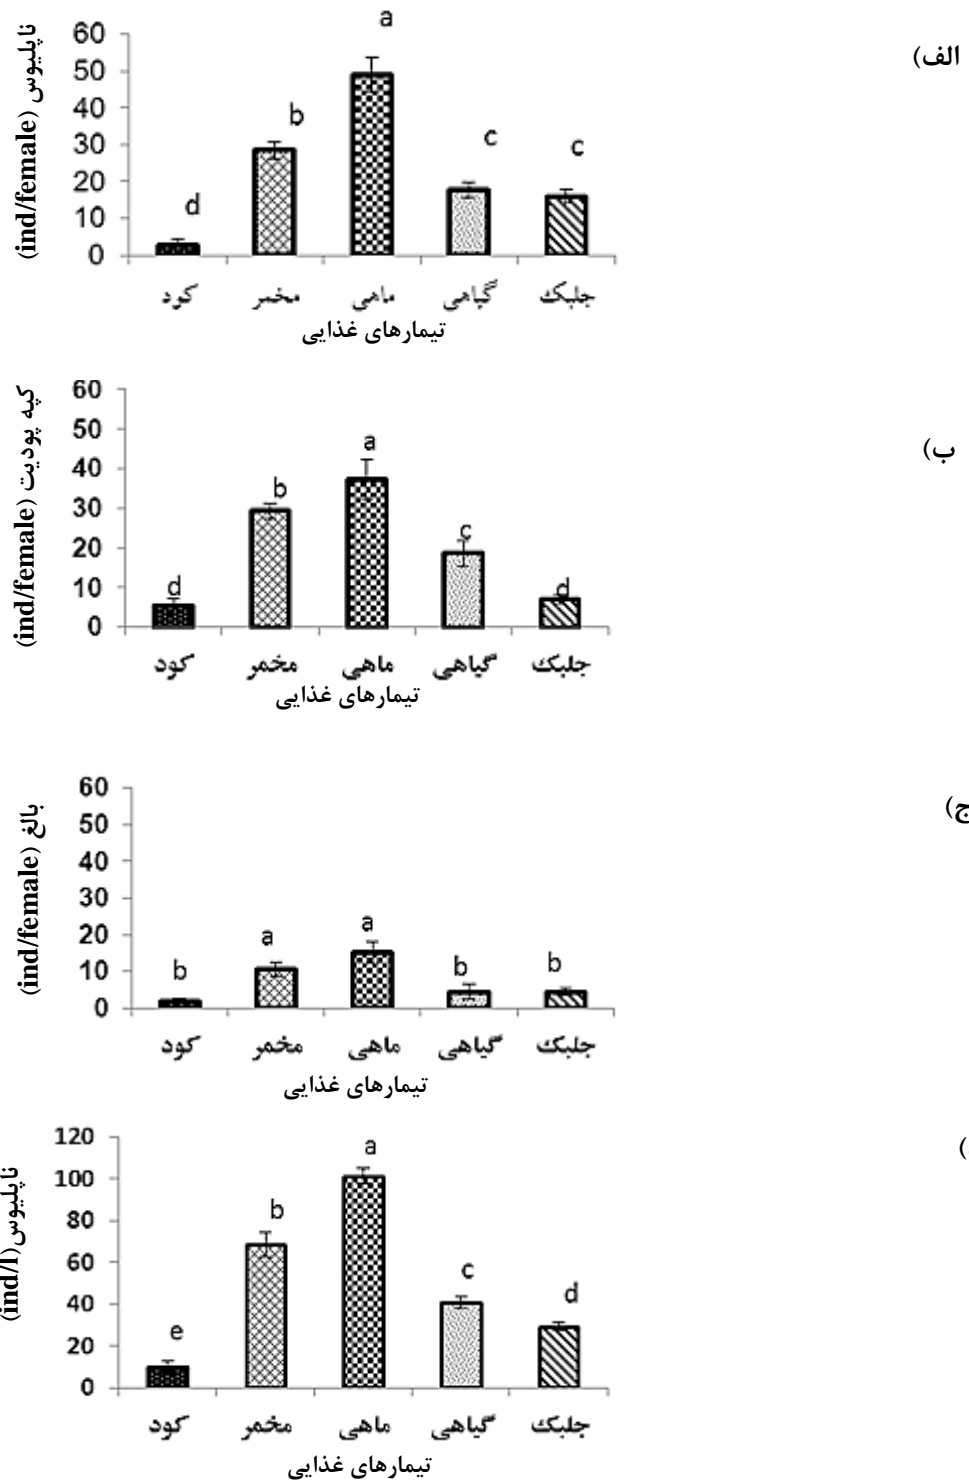 الف)
ناپلیوس (ind/female)
60
50
40
30
20
10
0
d
b
a
c
c
کود
مخمر
ماهی
گیاهی
جلبک
تیمارهای غذایی
ب)
کپه پودیت (ind/female)
60
50
40
30
20
10
0
d
b
a
c
d
کود
مخمر
ماهی
گیاهی
جلبک
تیمارهای غذایی
ج)
بالغ (ind/female)
60
50
40
30
20
10
0
b
a
a
b
b
کود
مخمر
ماهی
گیاهی
جلبک
تیمارهای غذایی
ناپلیوس(ind/l)
120
100
80
60
40
20
0
e
b
a
c
d
کود
مخمر
ماهی
گیاهی
جلبک
تیمارهای غذایی